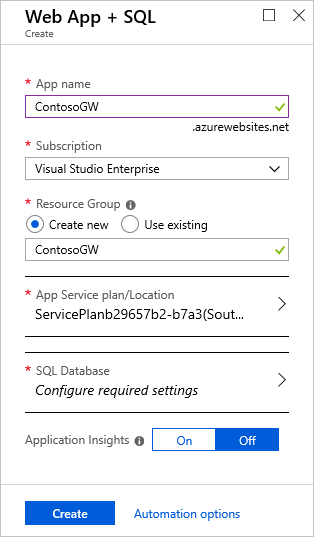 Web App + SQL
Create
* App name
ContosoGW
.azurewebsites.net
* Subscription
Visual Studio Enterprise
* Resource Group
Create new Use existing
ContosoGW
* App Service plan/Location
ServicePlanb29657b2-b7a3(Sout...
* SQL Database
Configure required settings
Application Insights On Off
Create Automation options